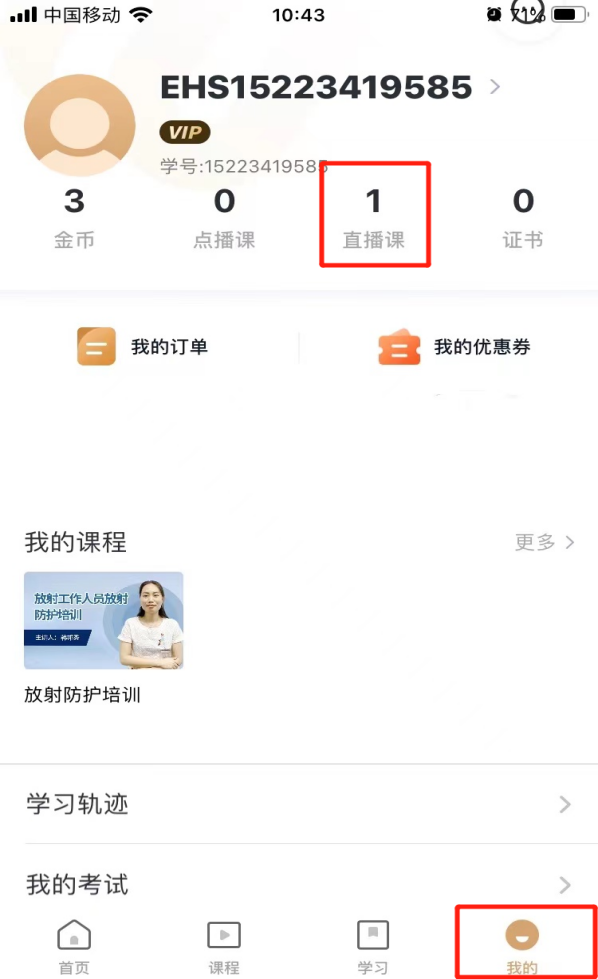 中国移动 10:43 71%
EHS15223419585
VIP
学号:15223419585
3 0 1 0
金币 点播课 直播课 证书
我的订单 我的优惠券
我的课程 更多
放射工作人员放射
防护培训
主讲人:
放射防护培训
学习轨迹
我的考试
首页 课程 学习 我的